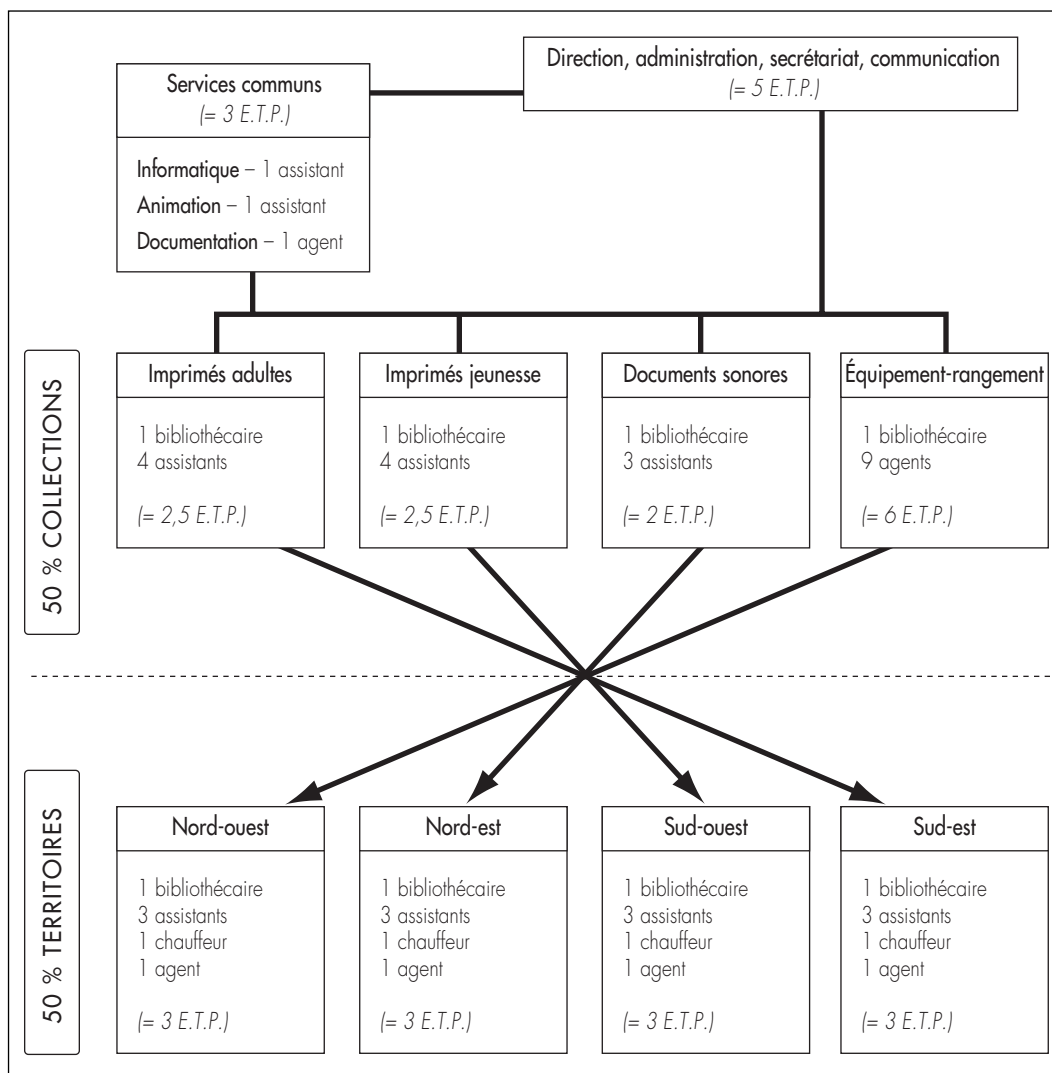 Direction, administration, secrétariat, communication
(= 5 E.T.P.)
Services communs
(= 3 E.T.P.)
Informatique – 1 assistant
Animation – 1 assistant
Documentation – 1 agent
50 % COLLECTIONS
Imprimés adultes
1 bibliothécaire
4 assistants
(= 2,5 E.T.P.)
Imprimés jeunesse
1 bibliothécaire
4 assistants
(= 2,5 E.T.P.)
Documents sonores
1 bibliothécaire
3 assistants
(= 2 E.T.P.)
Équipement-rangement
1 bibliothécaire
9 agents
(= 6 E.T.P.)
50 % TERRITOIRES
Nord-ouest
1 bibliothécaire
3 assistants
1 chauffeur
1 agent
(= 3 E.T.P.)
Nord-est
1 bibliothécaire
3 assistants
1 chauffeur
1 agent
(= 3 E.T.P.)
Sud-ouest
1 bibliothécaire
3 assistants
1 chauffeur
1 agent
(= 3 E.T.P.)
Sud-est
1 bibliothécaire
3 assistants
1 chauffeur
1 agent
(= 3 E.T.P.)